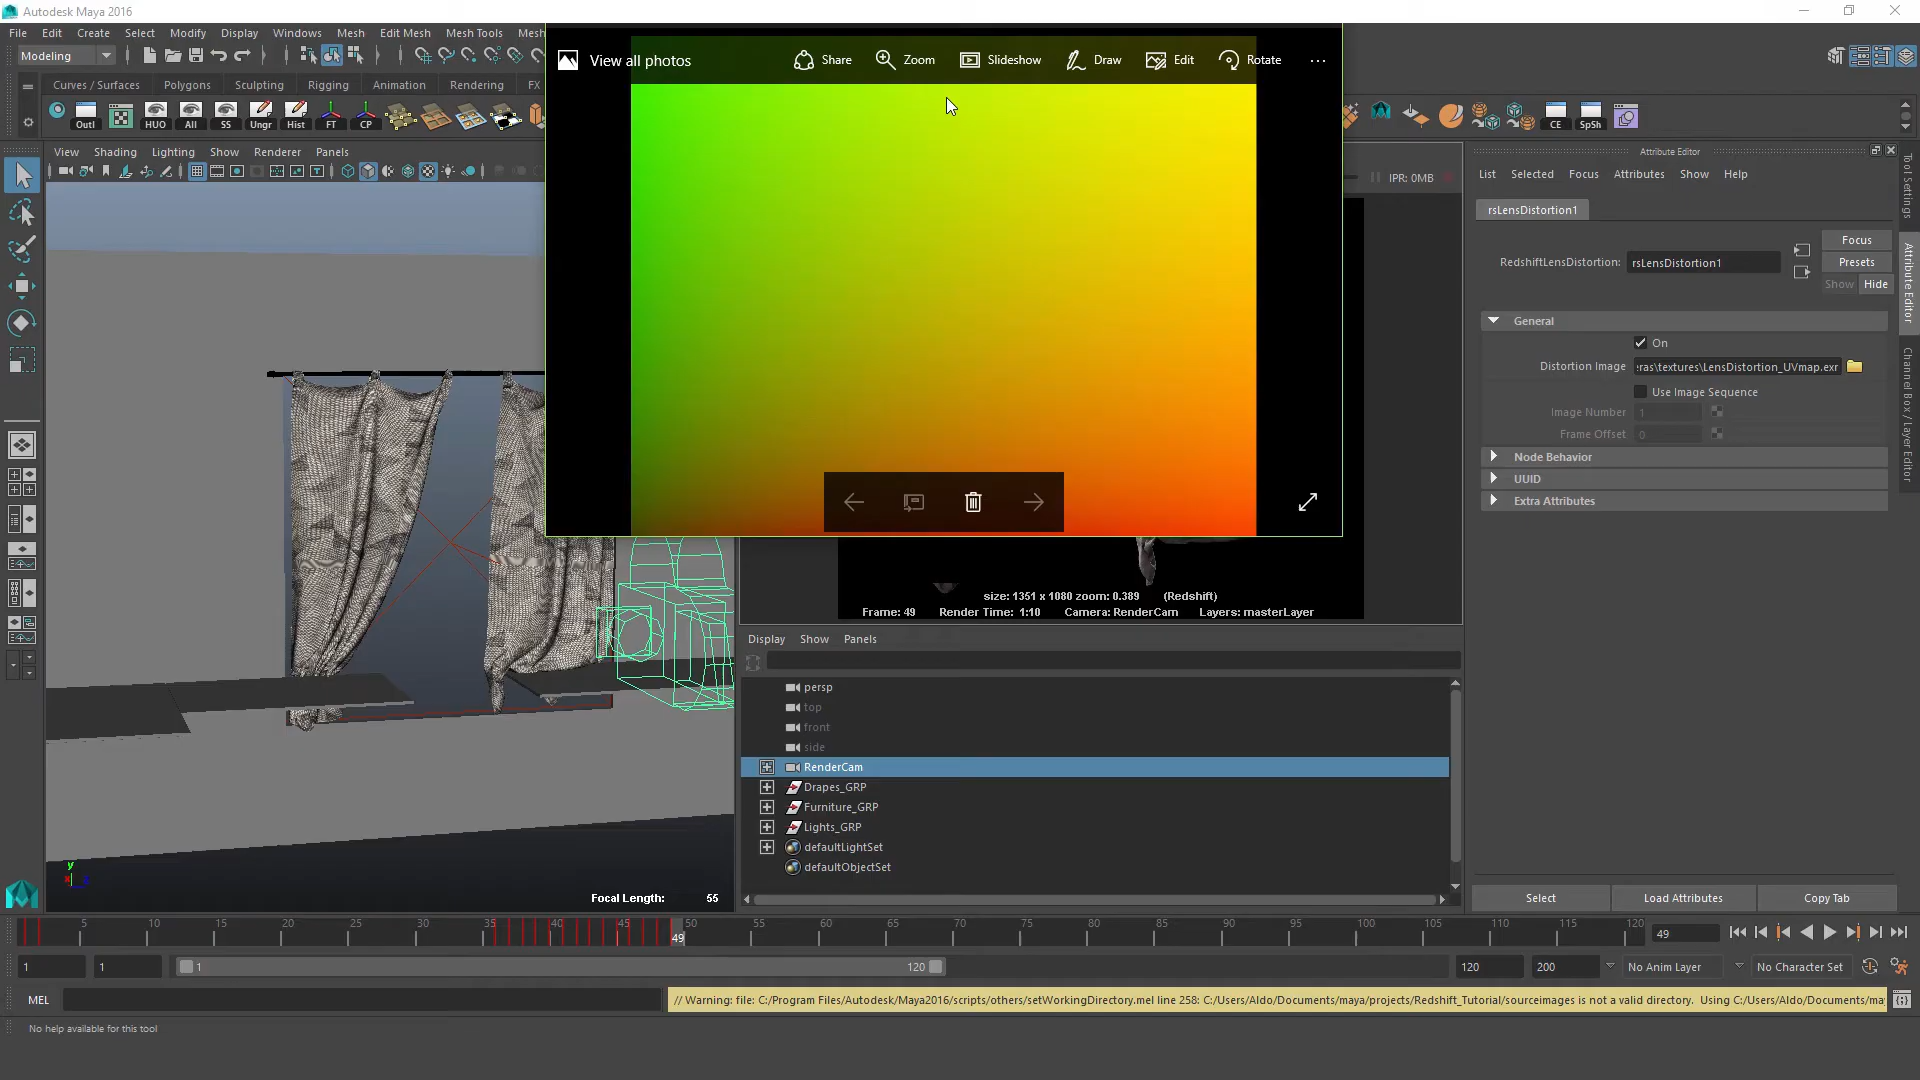 Autodesk Maya 2016
File Edit Create Select Modify Display Windows Mesh Edit Mesh Mesh Tools Mesh
Modeling
View all photos Share Zoom Slideshow Draw Edit Rotate
Curves / Surfaces Polygons Sculpting Rigging Animation Rendering FX
Outl HUO All SS Ungr Hist FT CP CE SpSh
View Shading Lighting Show Renderer Panels
IPR: 0MB
Attribute Editor
List Selected Focus Attributes Show Help
rsLensDistortion1
RedshiftLensDistortion: rsLensDistortion1
Focus
Presets
Show Hide
General
On
Distortion Image :ras\textures\LensDistortion_UVmap.exr
Use Image Sequence
Image Number 1
Frame Offset 0
Node Behavior
UUID
Extra Attributes
Tool Settings
Attribute Editor
Channel Box / Layer Editor
size: 1351 x 1080 zoom: 0.389 (Redshift)
Frame: 49 Render Time: 1:10 Camera: RenderCam Layers: masterLayer
Display Show Panels
persp
top
front
side
RenderCam
Drapes_GRP
Furniture_GRP
Lights_GRP
defaultLightSet
defaultObjectSet
y
x
z
Focal Length: 55
Select Load Attributes Copy Tab
5 10 15 20 25 30 35 40 45 50 55 60 65 70 75 80 85 90 95 100 105 110 115 120
49
49
1 1 1 120 120 200 No Anim Layer No Character Set
MEL
// Warning: file: C:/Program Files/Autodesk/Maya2016/scripts/others/setWorkingDirectory.mel line 258: C:/Users/Aldo/Documents/maya/projects/Redshift_Tutorial/sourceimages is not a valid directory. Using C:/Users/Aldo/Documents/ma
No help available for this tool